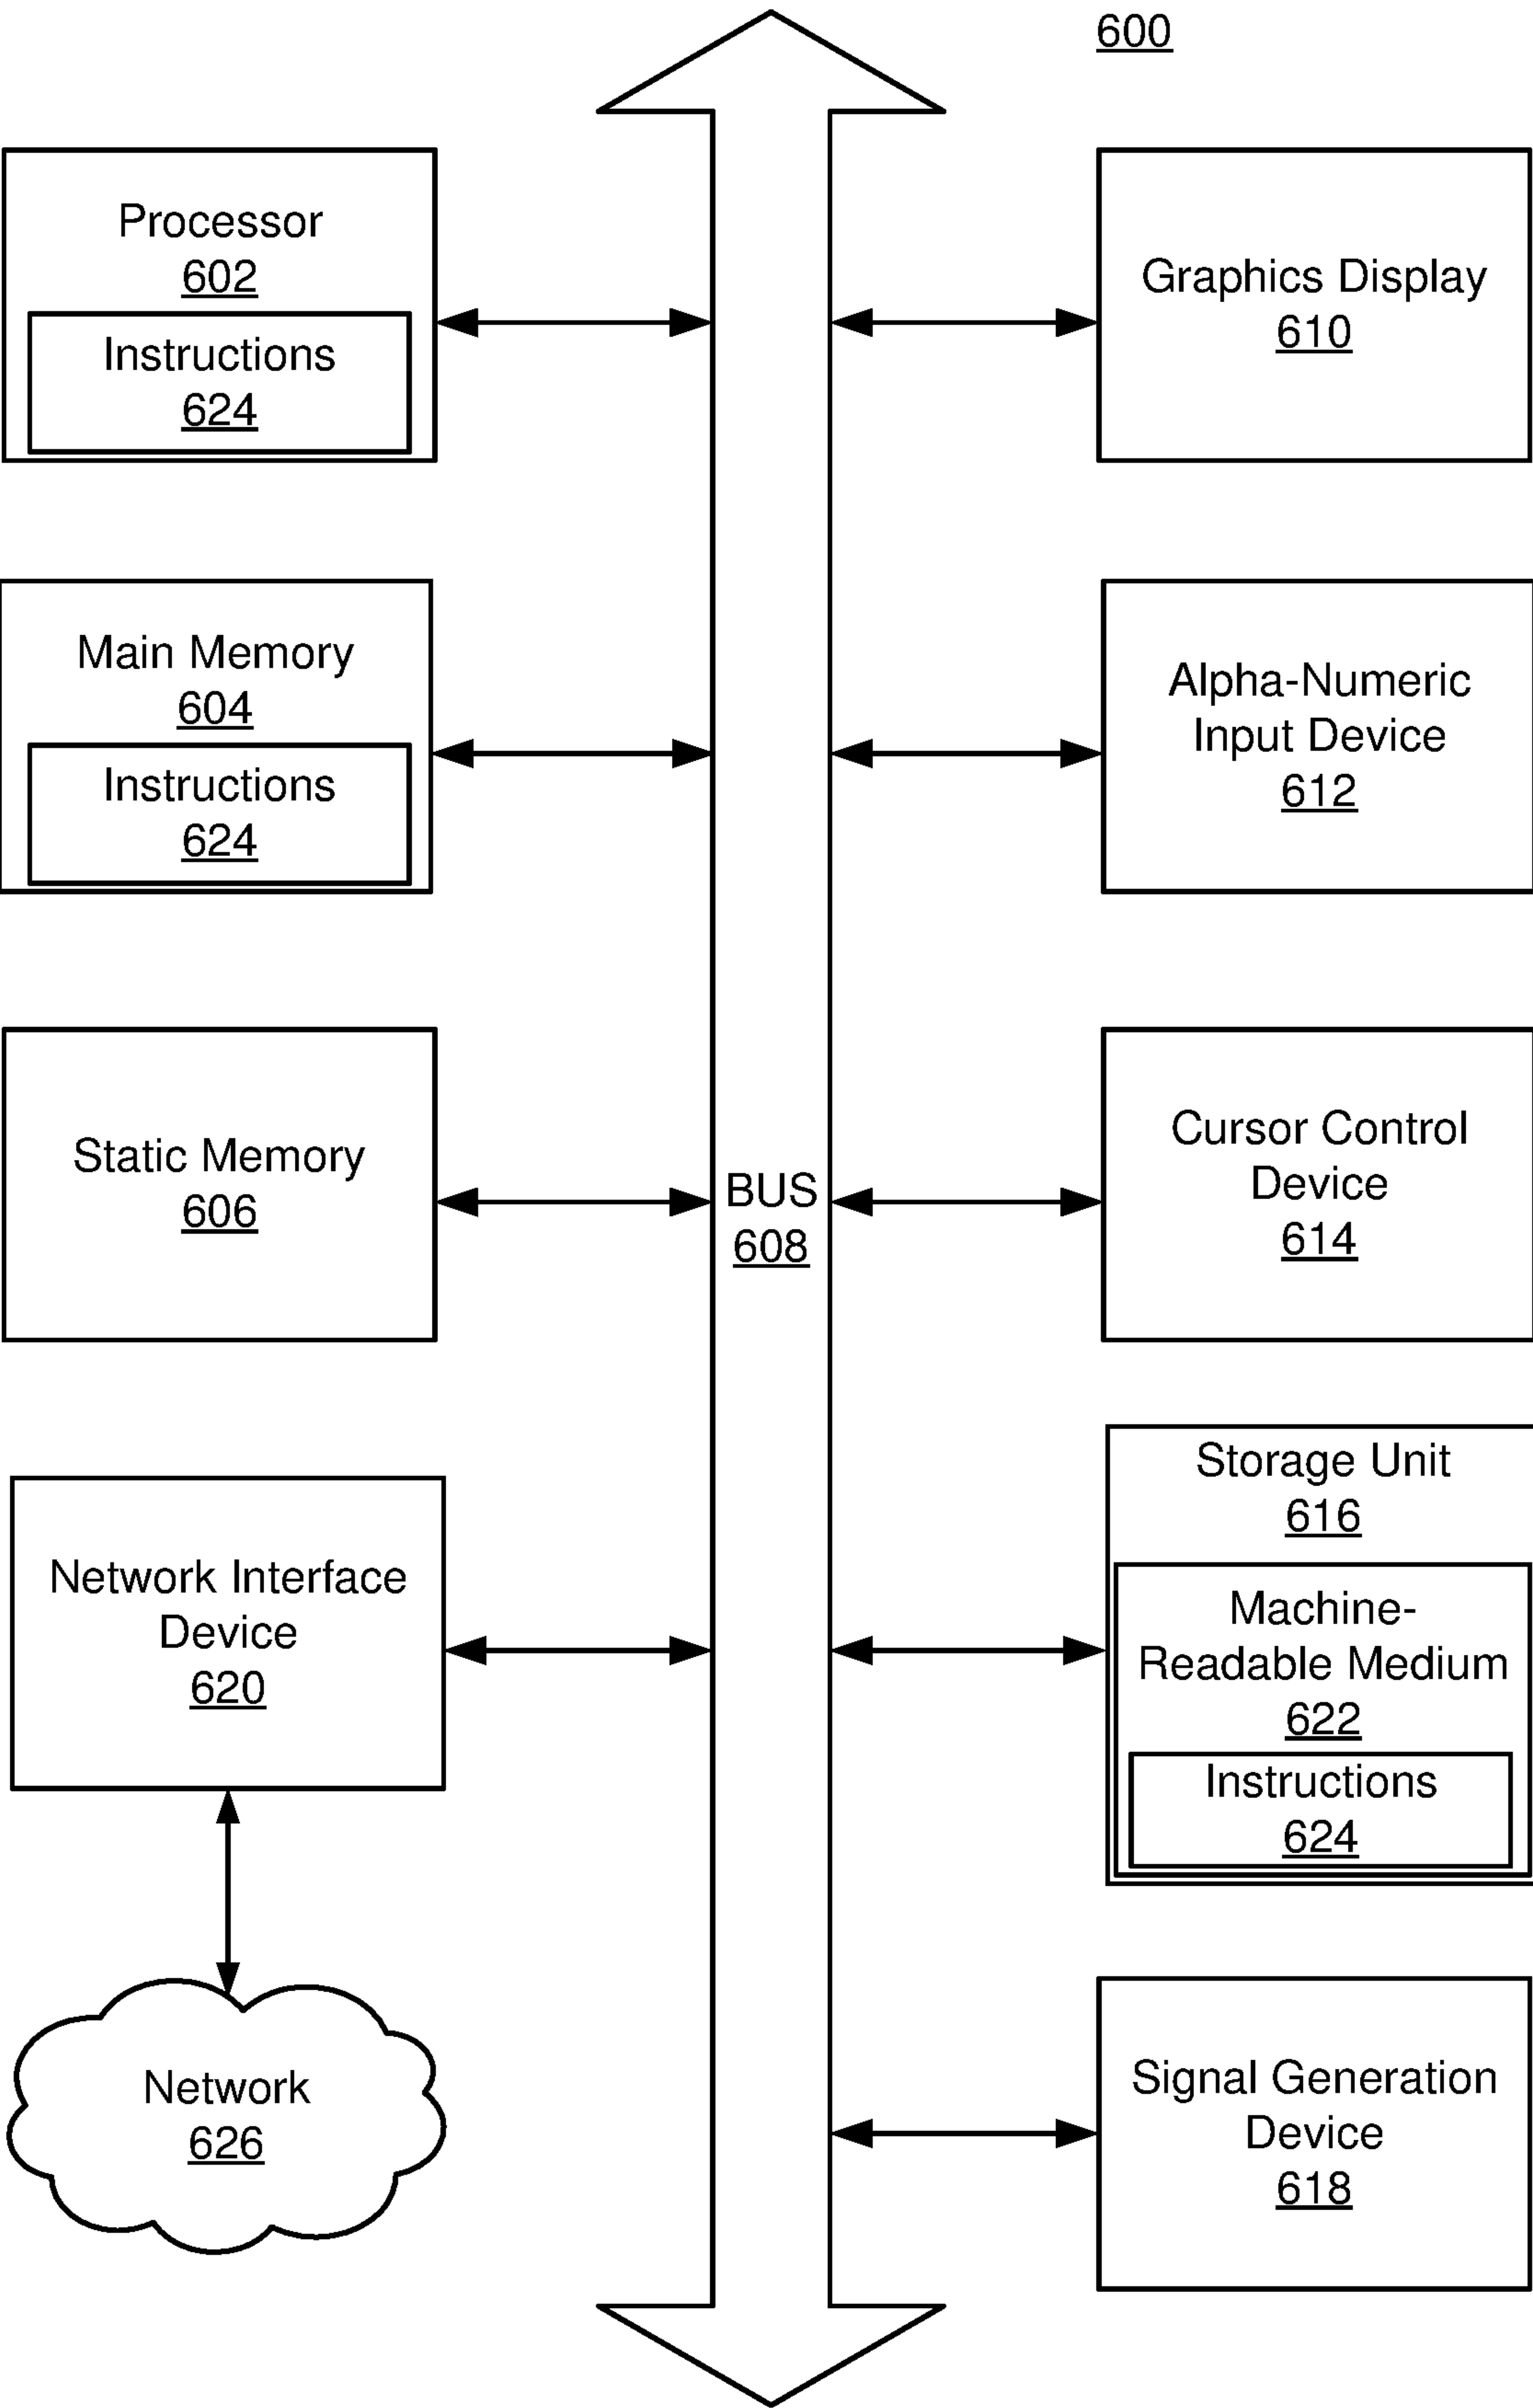 600
Processor
602
Instructions
624
Graphics Display
610
Main Memory
604
Instructions
624
Alpha-Numeric
Input Device
612
Static Memory
606
BUS
608
Cursor Control
Device
614
Network Interface
Device
620
Storage Unit
616
Machine-
Readable Medium
622
Instructions
624
Network
626
Signal Generation
Device
618